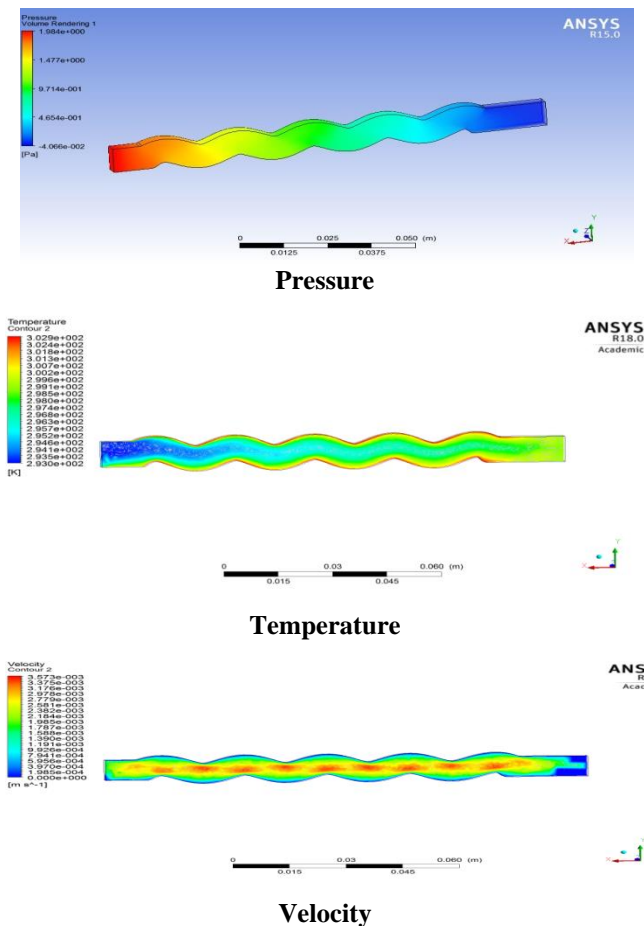 Pressure
Volume Rendering 1
1.984e+000
1.477e+000
9.714e-001
4.654e-001
-4.066e-002
[Pa]
ANSYS
R15.0
0 0.025 0.050 (m)
0.0125 0.0375
Y
X
Z
Pressure
Temperature
Contour 2
3.029e+002
3.024e+002
3.018e+002
3.013e+002
3.007e+002
3.002e+002
2.996e+002
2.991e+002
2.985e+002
2.980e+002
2.974e+002
2.968e+002
2.963e+002
2.957e+002
2.952e+002
2.946e+002
2.941e+002
2.935e+002
2.930e+002
[K]
ANSYS
R18.0
Academic
0 0.03 0.060 (m)
0.015 0.045
Y
X
Temperature
Velocity
Contour 2
3.573e-003
3.375e-003
3.176e-003
2.978e-003
2.779e-003
2.581e-003
2.382e-003
2.184e-003
1.985e-003
1.787e-003
1.588e-003
1.390e-003
1.191e-003
9.926e-004
7.941e-004
5.956e-004
3.970e-004
1.985e-004
0.000e+000
[m s^-1]
ANS
R
Acad
0 0.03 0.060 (m)
0.015 0.045
Y
X
Velocity